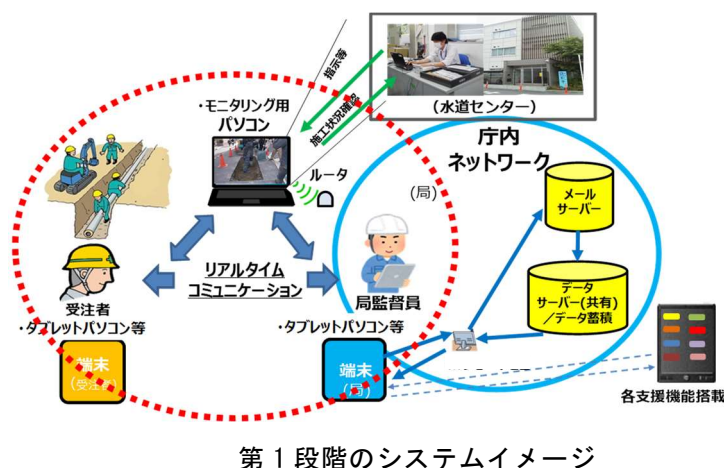 (水道センター)
指示等
施工状況確認
・モニタリング用
パソコン
ルータ
庁内
ネットワーク
(局)
メール
サーバー
データ
サーバー(共有)
/データ蓄積
リアルタイム
コミュニケーション
受注者
・タブレットパソコン等
端末
(受注者)
局監督員
・タブレットパソコン等
端末
(局)
各支援機能搭載
第1段階のシステムイメージ